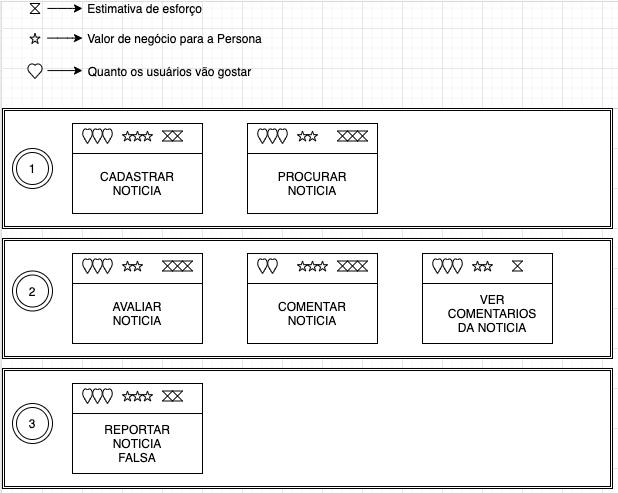 Estimativa de esforço
Valor de negócio para a Persona
Quanto os usuários vão gostar
1
CADASTRAR
NOTICIA
PROCURAR
NOTICIA
2
AVALIAR
NOTICIA
COMENTAR
NOTICIA
VER
COMENTARIOS
DA NOTICIA
3
REPORTAR
NOTICIA
FALSA